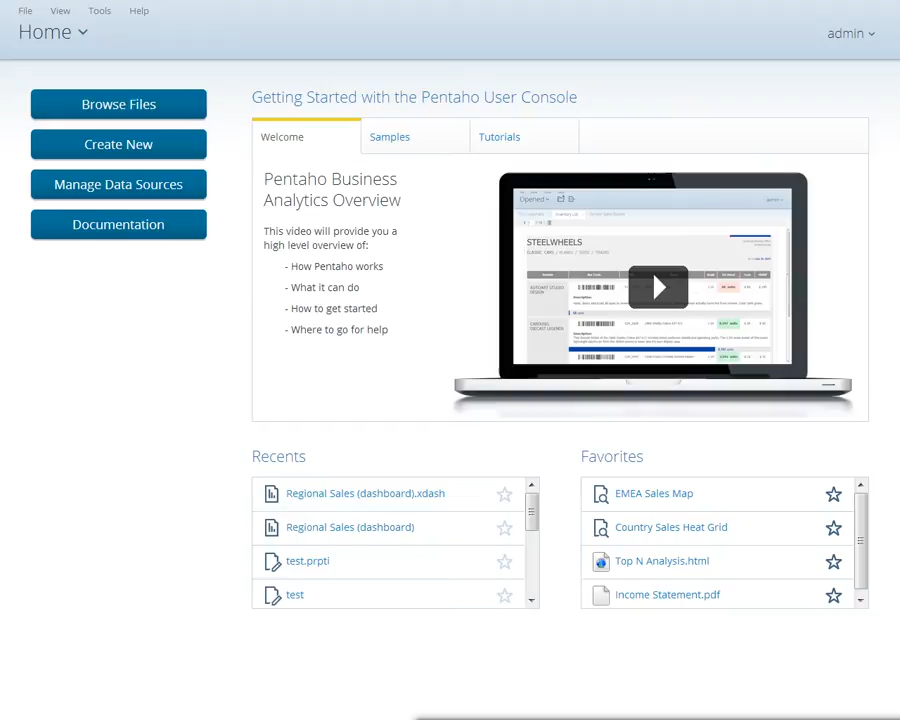 File View Tools Help
Home
admin
Browse Files
Create New
Manage Data Sources
Documentation
Getting Started with the Pentaho User Console
Welcome Samples Tutorials
Pentaho Business
Analytics Overview
This video will provide you a
high level overview of:
- How Pentaho works
- What it can do
- How to get started
- Where to go for help
Opened
admin
STEELWHEELS
Description
Description
Recents
Regional Sales (dashboard).xdash
Regional Sales (dashboard)
test.prpti
test
Favorites
EMEA Sales Map
Country Sales Heat Grid
Top N Analysis.html
Income Statement.pdf